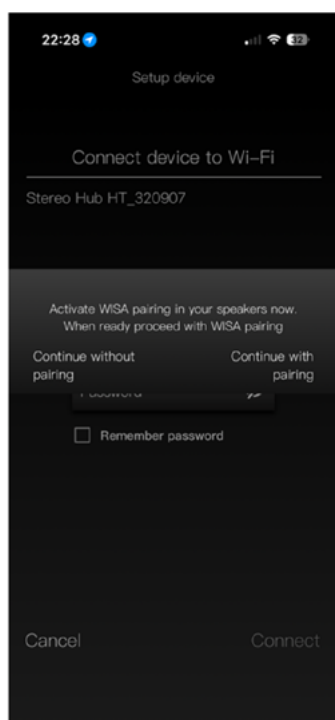 22:28
32
Setup device
Connect device to Wi-Fi
Stereo Hub HT_320907
Activate WISA pairing in your speakers now.
When ready proceed with WISA pairing
Continue without
pairing
Continue with
pairing
Password
Remember password
Cancel
Connect